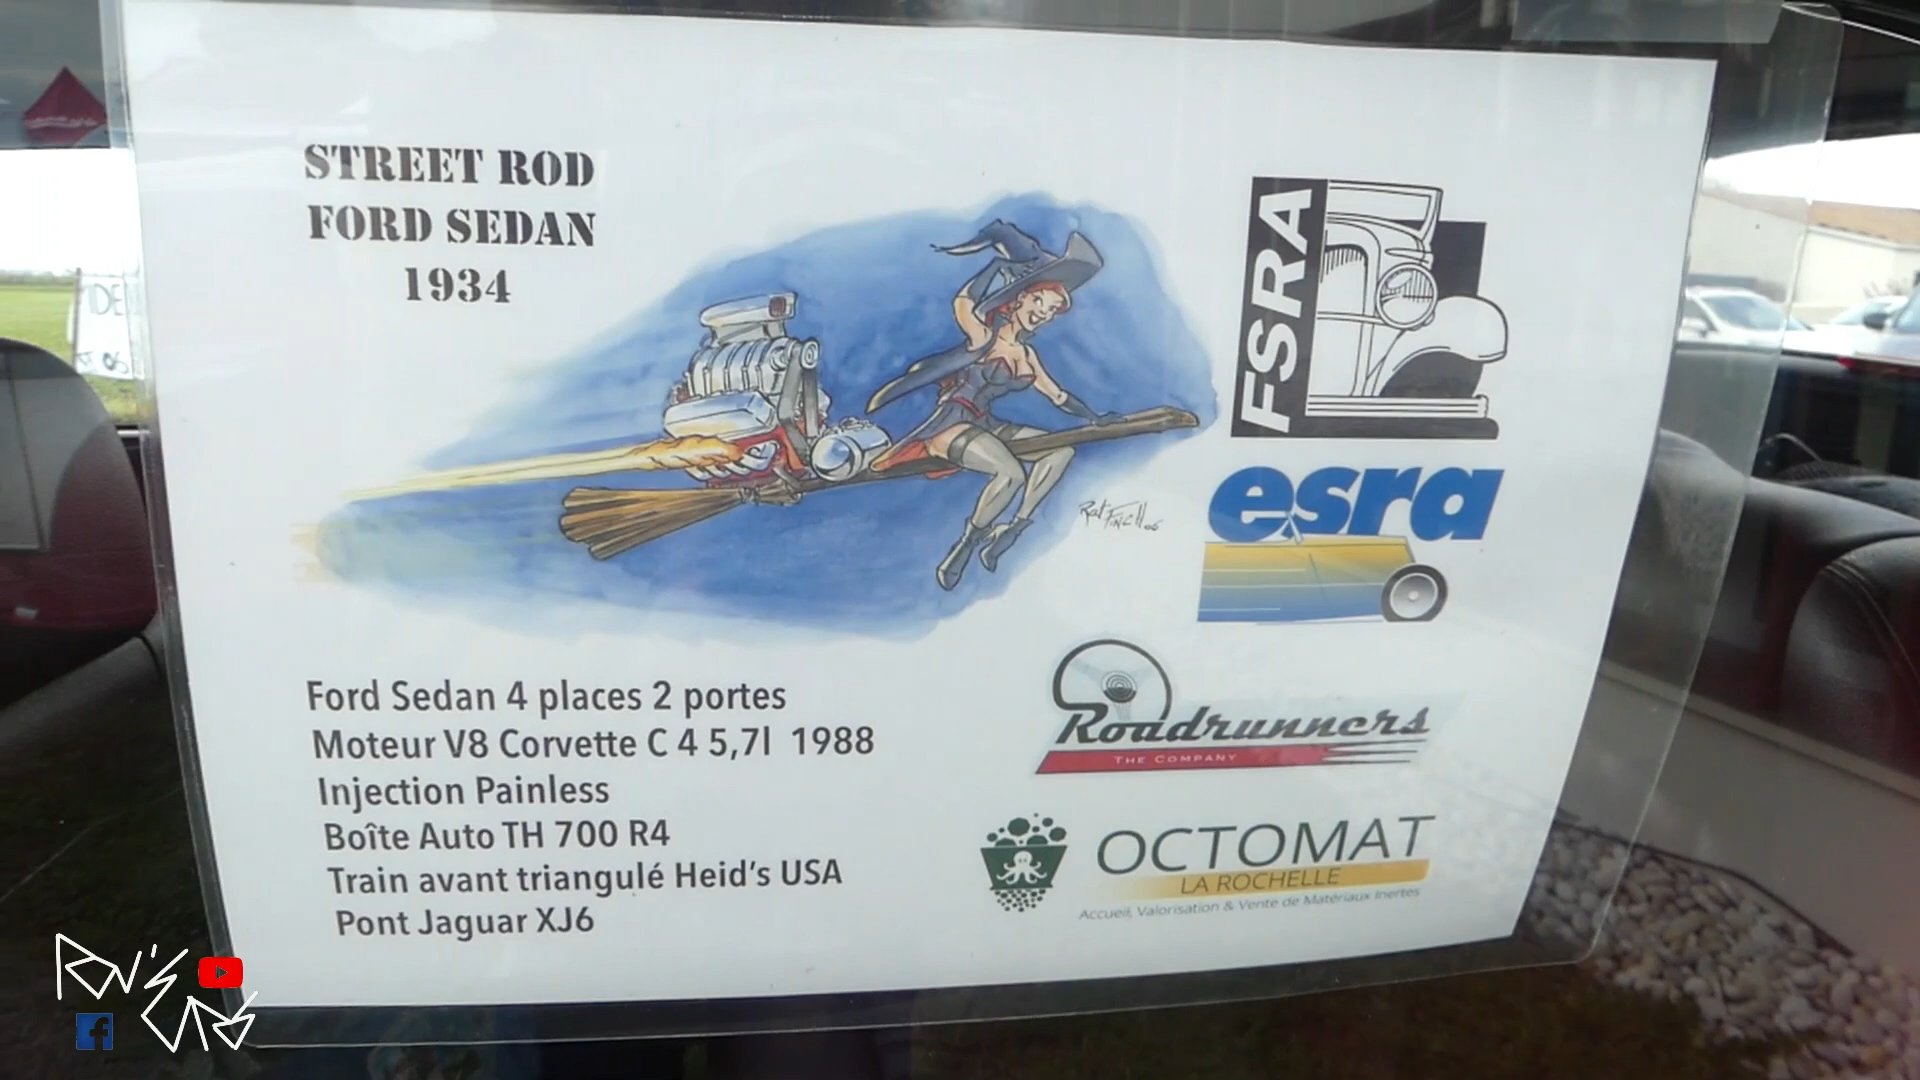 STREET ROD
FORD SEDAN
1934
FSRA
esra
Ford Sedan 4 places 2 portes
Moteur V8 Corvette C 4 5,7l 1988
Injection Painless
Boîte Auto TH 700 R4
Train avant triangulé Heid's USA
Pont Jaguar XJ6
Roadrunners
THE COMPANY
OCTOMAT
LA ROCHELLE
Accueil, Valorisation & Vente de Matériaux Inertes